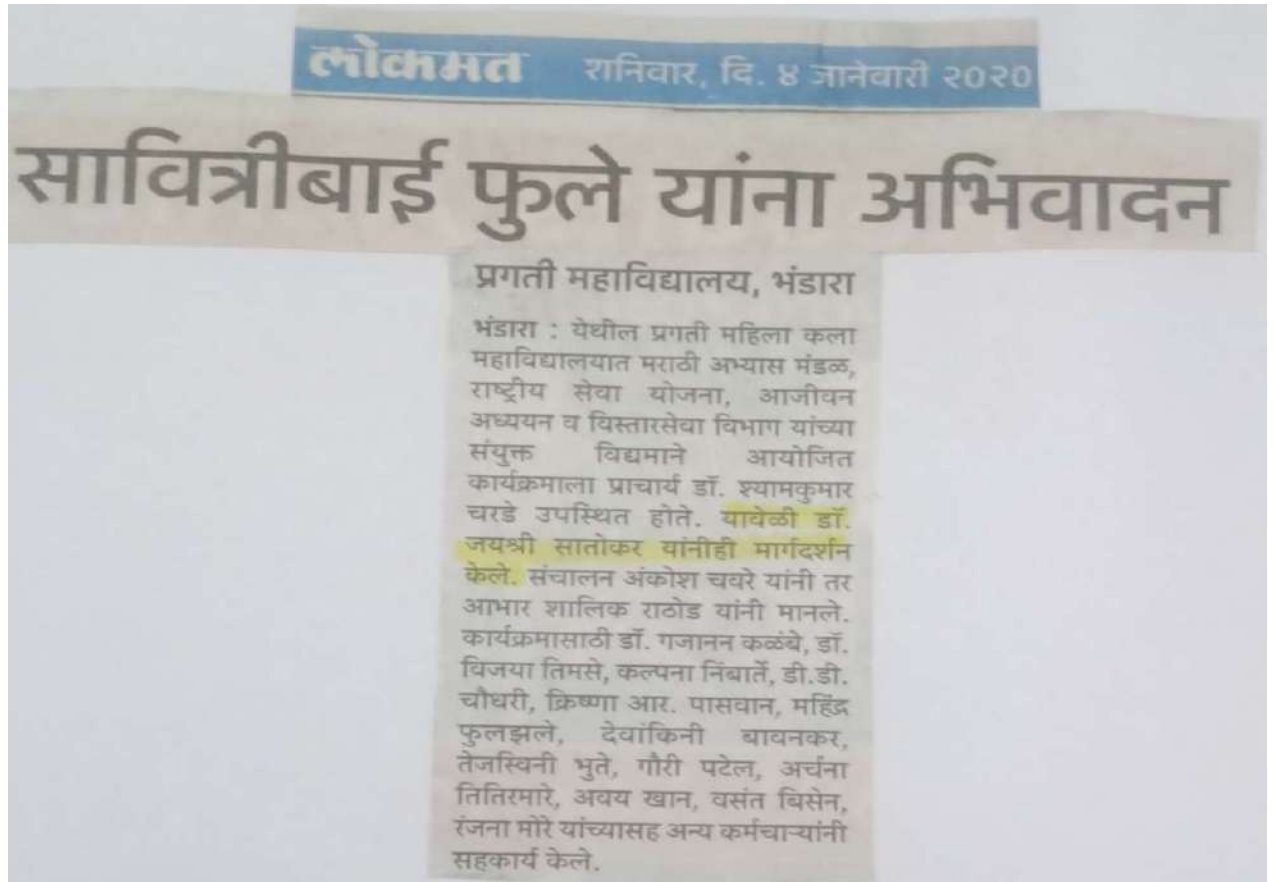 लोकमत शनिवार, दि. ४ जानेवारी २०२०
सावित्रीबाई फुले यांना अभिवादन
प्रगती महाविद्यालय, भंडारा
भंडारा : येथील प्रगती महिला कला
महाविद्यालयात मराठी अभ्यास मंडळ,
राष्ट्रीय सेवा योजना, आजीवन
अध्ययन व विस्तारसेवा विभाग यांच्या
संयुक्त विद्यमाने आयोजित
कार्यक्रमाला प्राचार्य डॉ. श्यामकुमार
चरडे उपस्थित होते. यावेळी डॉ.
जयश्री सातोकर यांनीही मार्गदर्शन
केले. संचालन अंकोश चवरे यांनी तर
आभार शालिक राठोड यांनी मानले.
कार्यक्रमासाठी डॉ. गजानन कळंबे, डॉ.
विजया तिमसे, कल्पना निंबार्ते, डी.डी.
चौधरी, क्रिष्णा आर. पासवान, महिंद्र
फुलझले, देवांकिनी बावनकर,
तेजस्विनी भुते, गौरी पटेल, अर्चना
तितिरमारे, अवय खान, वसंत बिसेन,
रंजना मोरे यांच्यासह अन्य कर्मचाऱ्यांनी
सहकार्य केले.